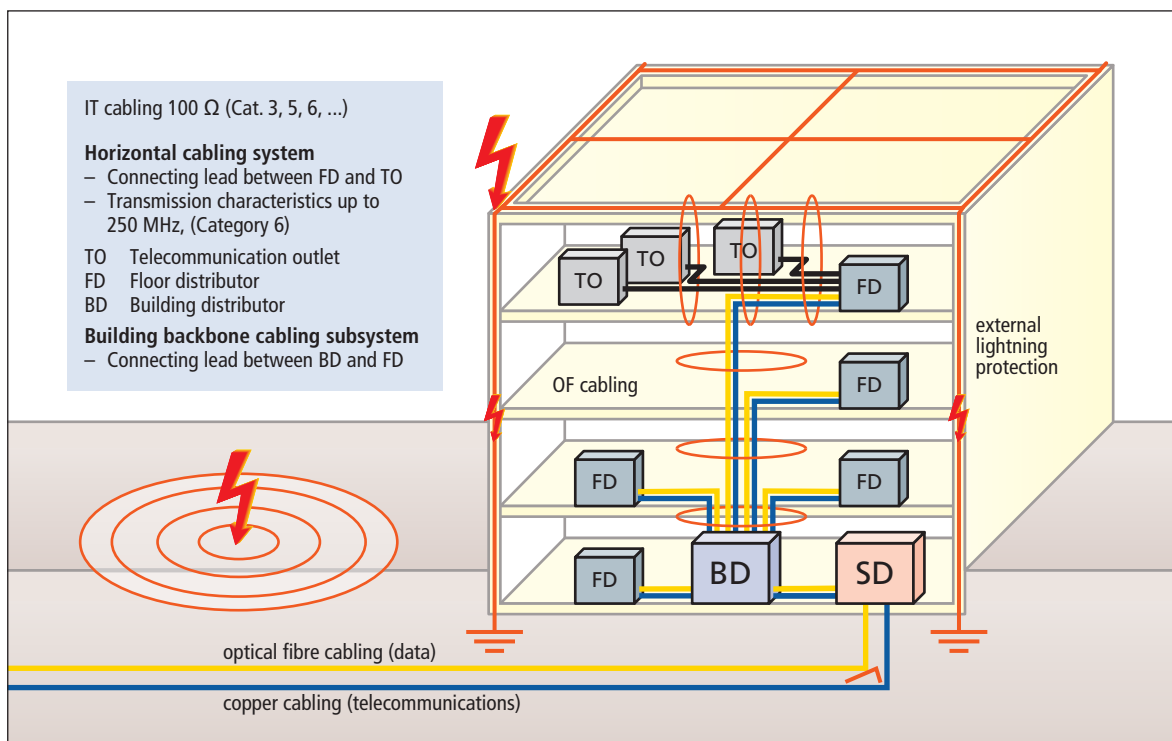 IT cabling 100 Ω (Cat. 3, 5, 6, ...)
Horizontal cabling system
– Connecting lead between FD and TO
– Transmission characteristics up to
250 MHz, (Category 6)
TO Telecommunication outlet
FD Floor distributor
BD Building distributor
Building backbone cabling subsystem
– Connecting lead between BD and FD
TO
TO
TO
FD
external
lightning
protection
OF cabling
FD
FD
FD
FD
BD
SD
optical fibre cabling (data)
copper cabling (telecommunications)